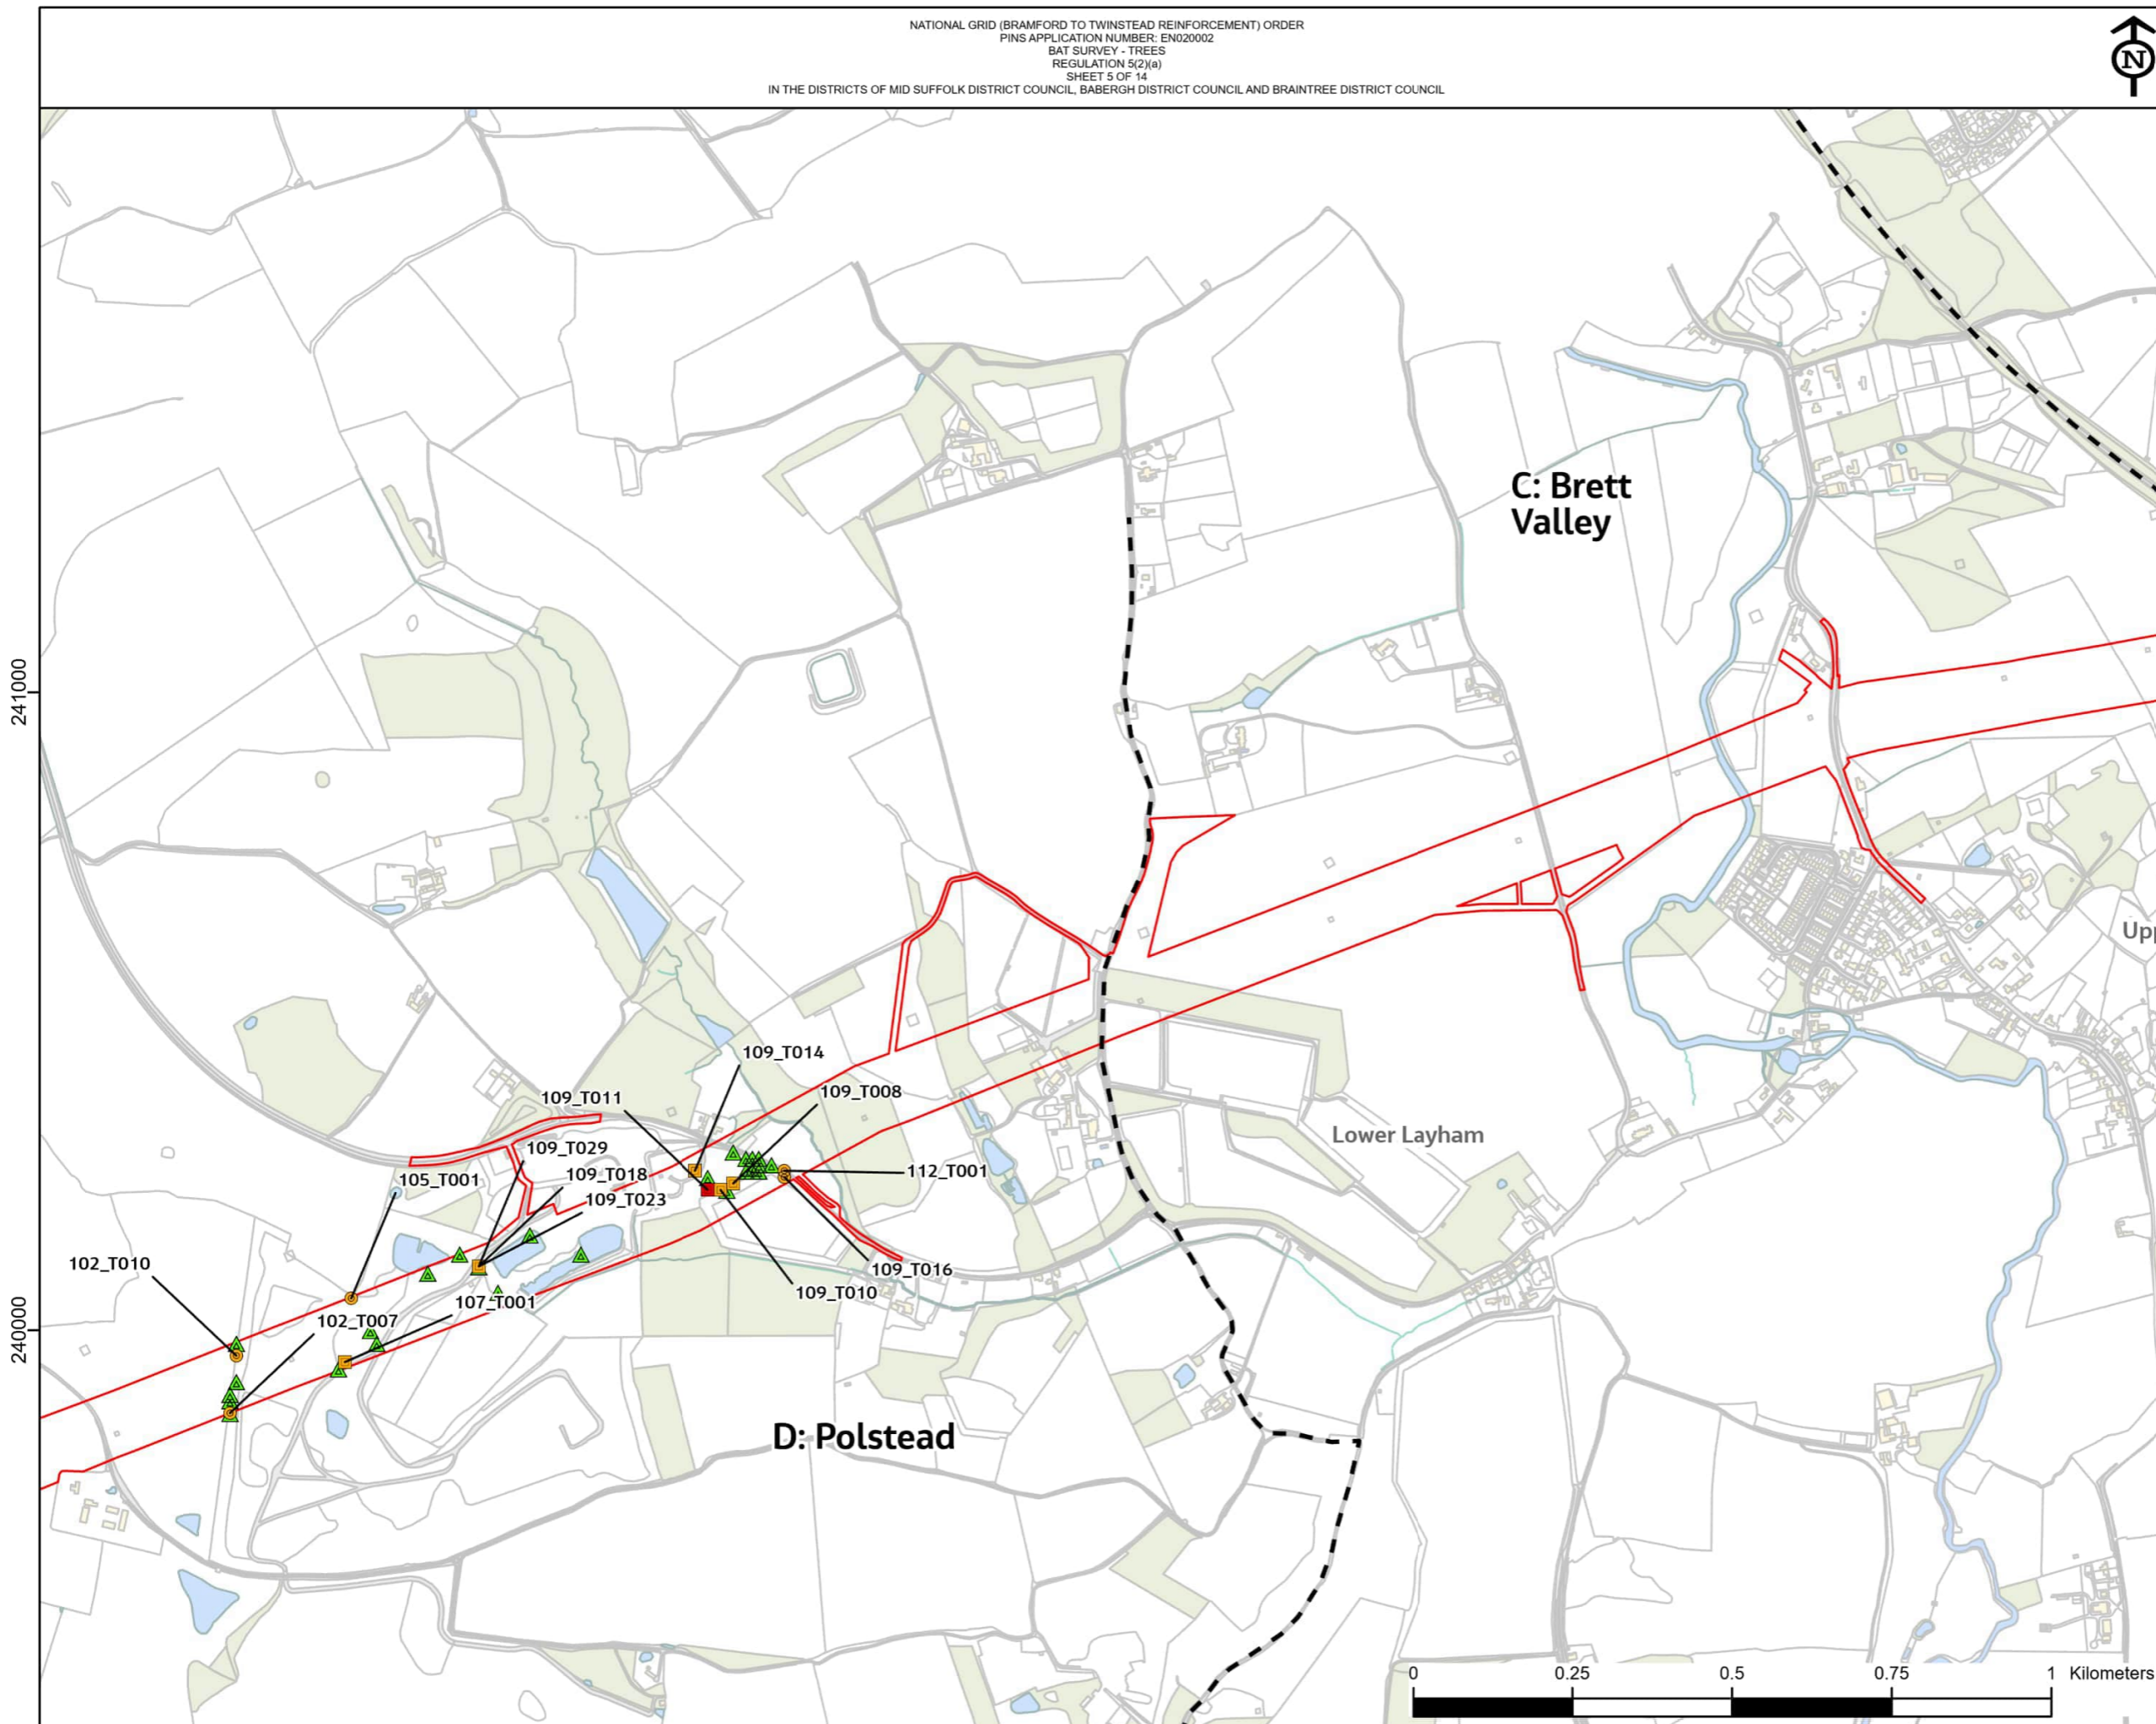 NATIONAL GRID (BRAMFORD TO TWINSTEAD REINFORCEMENT) ORDER
PINS APPLICATION NUMBER: EN020002
BAT SURVEY - TREES
REGULATION 5(2)(a)
SHEET 5 OF 14
IN THE DISTRICTS OF MID SUFFOLK DISTRICT COUNCIL, BABERGH DISTRICT COUNCIL AND BRAINTREE DISTRICT COUNCIL
N
C: Brett
Valley
241000
Upp
109_T014
109_T011
109_T008
Lower Layham
109_T029
112_T001
109_T018
105_T001
109_T023
102_T010
109_T016
109_T010
107_T001
102_T007
240000
D: Polstead
0 0.25 0.5 0.75 1 Kilometers